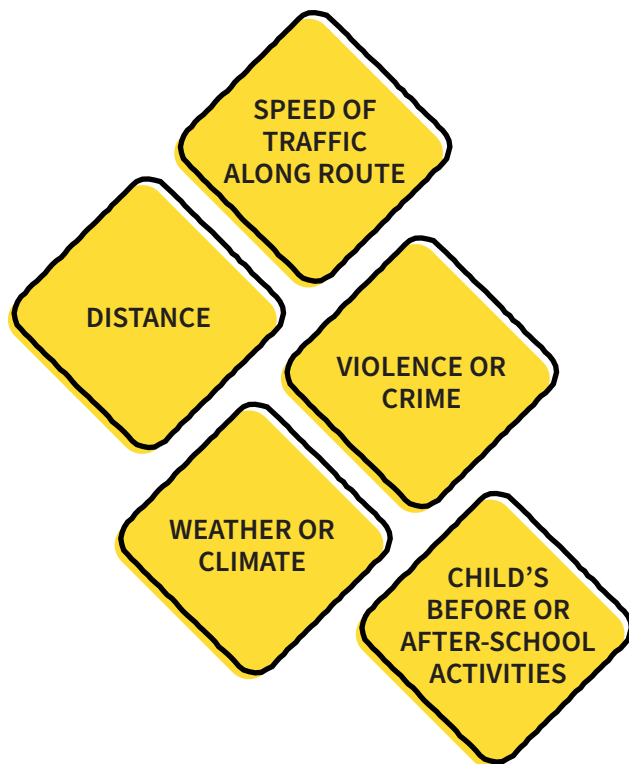 SPEED OF
TRAFFIC
ALONG ROUTE
DISTANCE
VIOLENCE OR
CRIME
WEATHER OR
CLIMATE
CHILD’S
BEFORE OR
AFTER-SCHOOL
ACTIVITIES